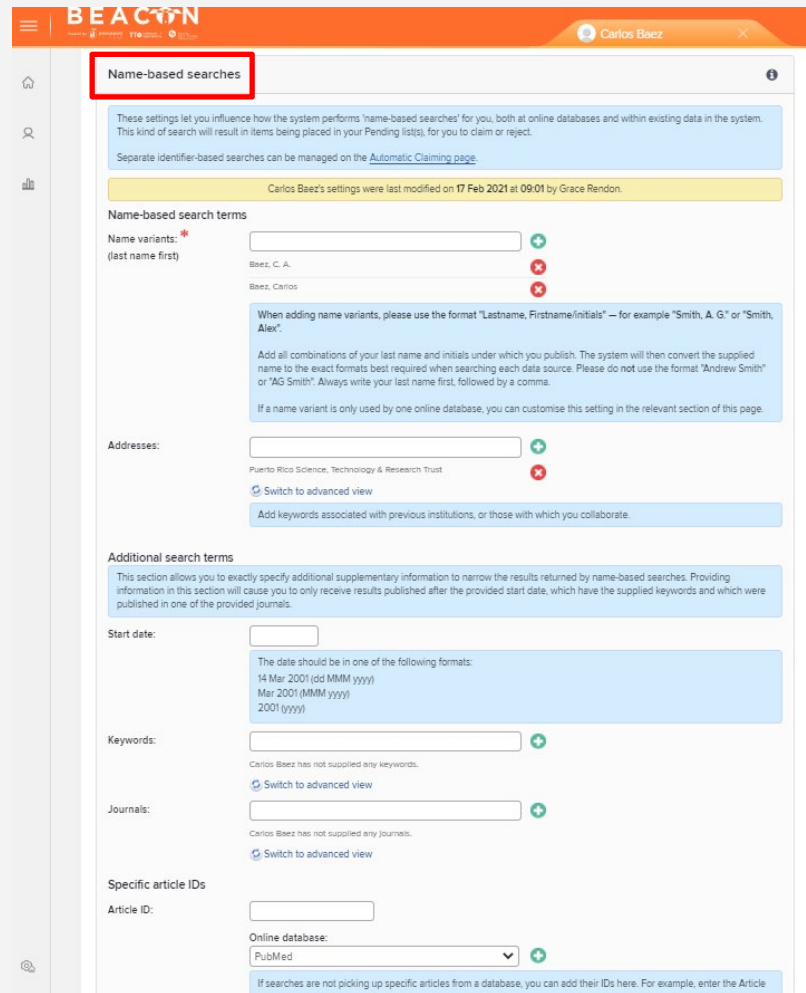 BEACON
TTO
Carlos Baez
Name-based searches
These settings let you influence how the system performs 'name-based searches' for you, both at online databases and within existing data in the system.
This kind of search will result in items being placed in your Pending list(s), for you to claim or reject.
Separate identifier-based searches can be managed on the Automatic Claiming page.
Carlos Baez's settings were last modified on 17 Feb 2021 at 09:01 by Grace Rendon.
Name-based search terms
Name variants: *
(last name first)
Baez, C. A.
Baez, Carlos
When adding name variants, please use the format "Lastname, Firstname/initials" — for example "Smith, A. G." or "Smith,
Alex".
Add all combinations of your last name and initials under which you publish. The system will then convert the supplied
name to the exact formats best required when searching each data source. Please do not use the format "Andrew Smith"
or "AG Smith". Always write your last name first, followed by a comma.
If a name variant is only used by one online database, you can customise this setting in the relevant section of this page.
Addresses:
Puerto Rico Science, Technology & Research Trust
Switch to advanced view
Add keywords associated with previous institutions, or those with which you collaborate.
Additional search terms
This section allows you to exactly specify additional supplementary information to narrow the results returned by name-based searches. Providing
information in this section will cause you to only receive results published after the provided start date, which have the supplied keywords and which were
published in one of the provided journals.
Start date:
The date should be in one of the following formats:
14 Mar 2001 (dd MMM yyyy)
Mar 2001 (MMM yyyy)
2001 (yyyy)
Keywords:
Carlos Baez has not supplied any keywords.
Switch to advanced view
Journals:
Carlos Baez has not supplied any journals.
Switch to advanced view
Specific article IDs
Article ID:
Online database:
PubMed
If searches are not picking up specific articles from a database, you can add their IDs here. For example, enter the Article